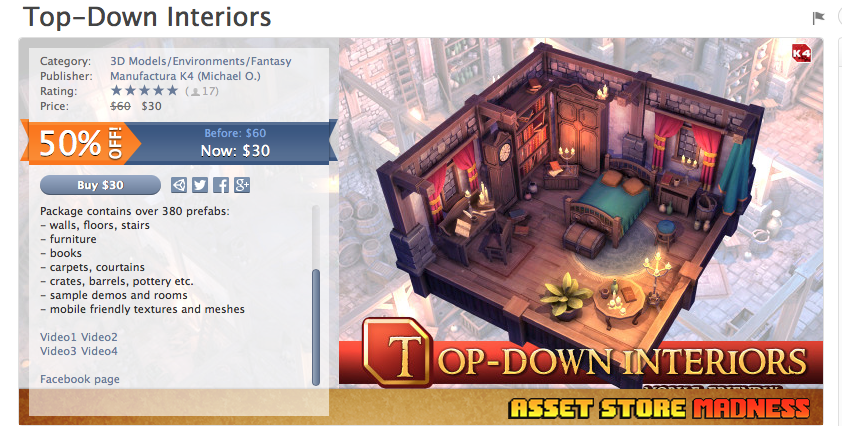 Top-Down Interiors
Category: 3D Models/Environments/Fantasy
Publisher: Manufactura K4 (Michael O.)
Rating: ★★★★★ (17)
Price: $60 $30
50% OFF!
Before: $60
Now: $30
Buy $30
Package contains over 380 prefabs:
- walls, floors, stairs
- furniture
- books
- carpets, courtains
- crates, barrels, pottery etc.
- sample demos and rooms
- mobile friendly textures and meshes
Video1 Video2
Video3 Video4
Facebook page
K4
TOP-DOWN INTERIORS
ASSET STORE MADNESS